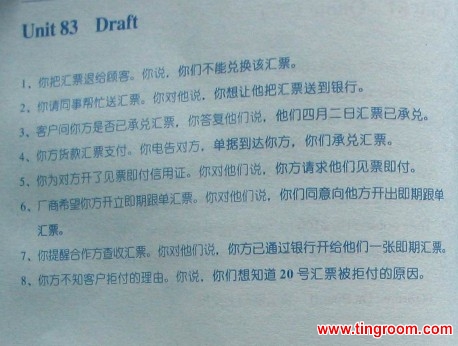 Unit 83 Draft
1、你把汇票退给顾客。你说，你们不能兑换该汇票。
2、你请同事帮忙送汇票。你对他说，你想让他把汇票送到银行。
3、客户问你方是否已承兑汇票，你答复他们说，他们四月二日汇票已承兑。
4、你方货款汇票支付。你电告对方，单据到达你方，你们承兑汇票。
5、你为对方开了见票即付信用证。你对他们说，你方请求他们见票即付。
6、厂商希望你方开立即期跟单汇票。你对他们说，你们同意向他方开出即期跟单
汇票。
7、你提醒合作方查收汇票。你对他们说，你方已通过银行开给他们一张即期汇票。
8、你方不知客户拒付的理由。你说，你们想知道 20 号汇票被拒付的原因。
www.tingroom.com